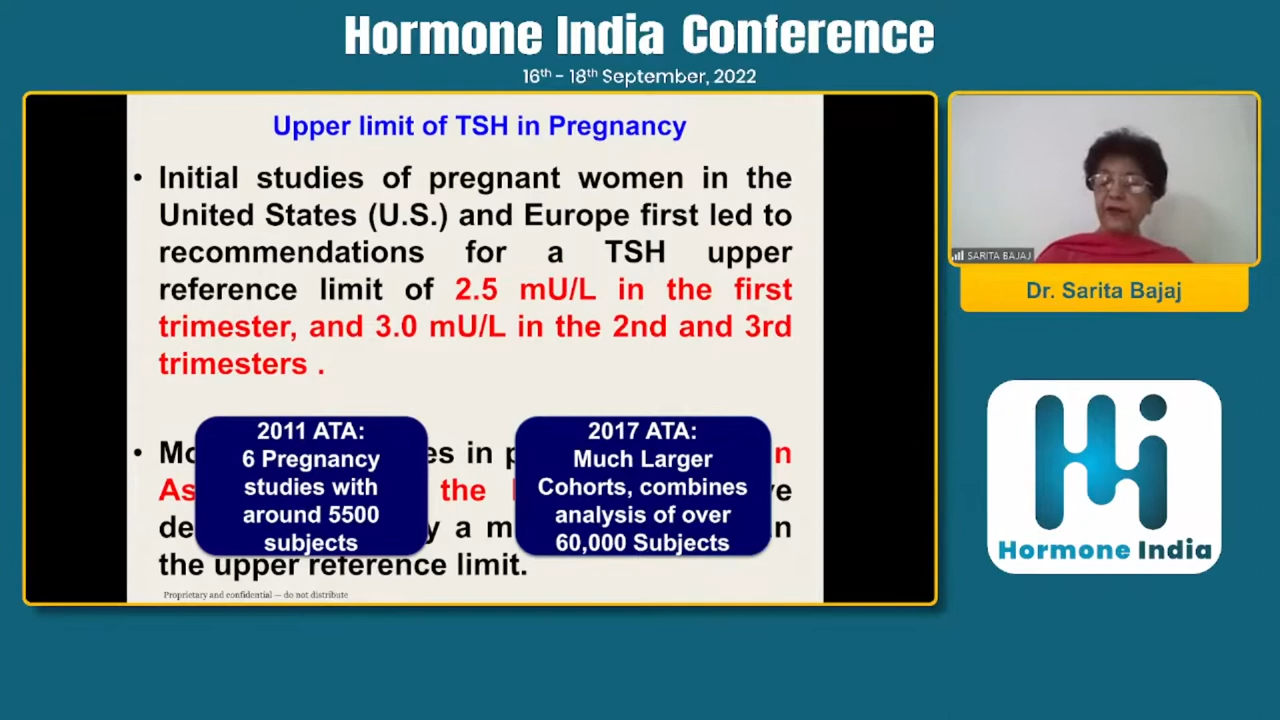 Hormone India Conference
16th - 18th September, 2022
Upper limit of TSH in Pregnancy
• Initial studies of pregnant women in the
United States (U.S.) and Europe first led to
recommendations for a TSH upper
reference limit of 2.5 mU/L in the first
trimester, and 3.0 mU/L in the 2nd and 3rd
trimesters .
2011 ATA:
6 Pregnancy
studies with
around 5500
subjects
2017 ATA:
Much Larger
Cohorts, combines
analysis of over
60,000 Subjects
• in
the
a
the upper reference limit.
Proprietary and confidential — do not distribute
SARITA BAJAJ
Dr. Sarita Bajaj
Hormone India